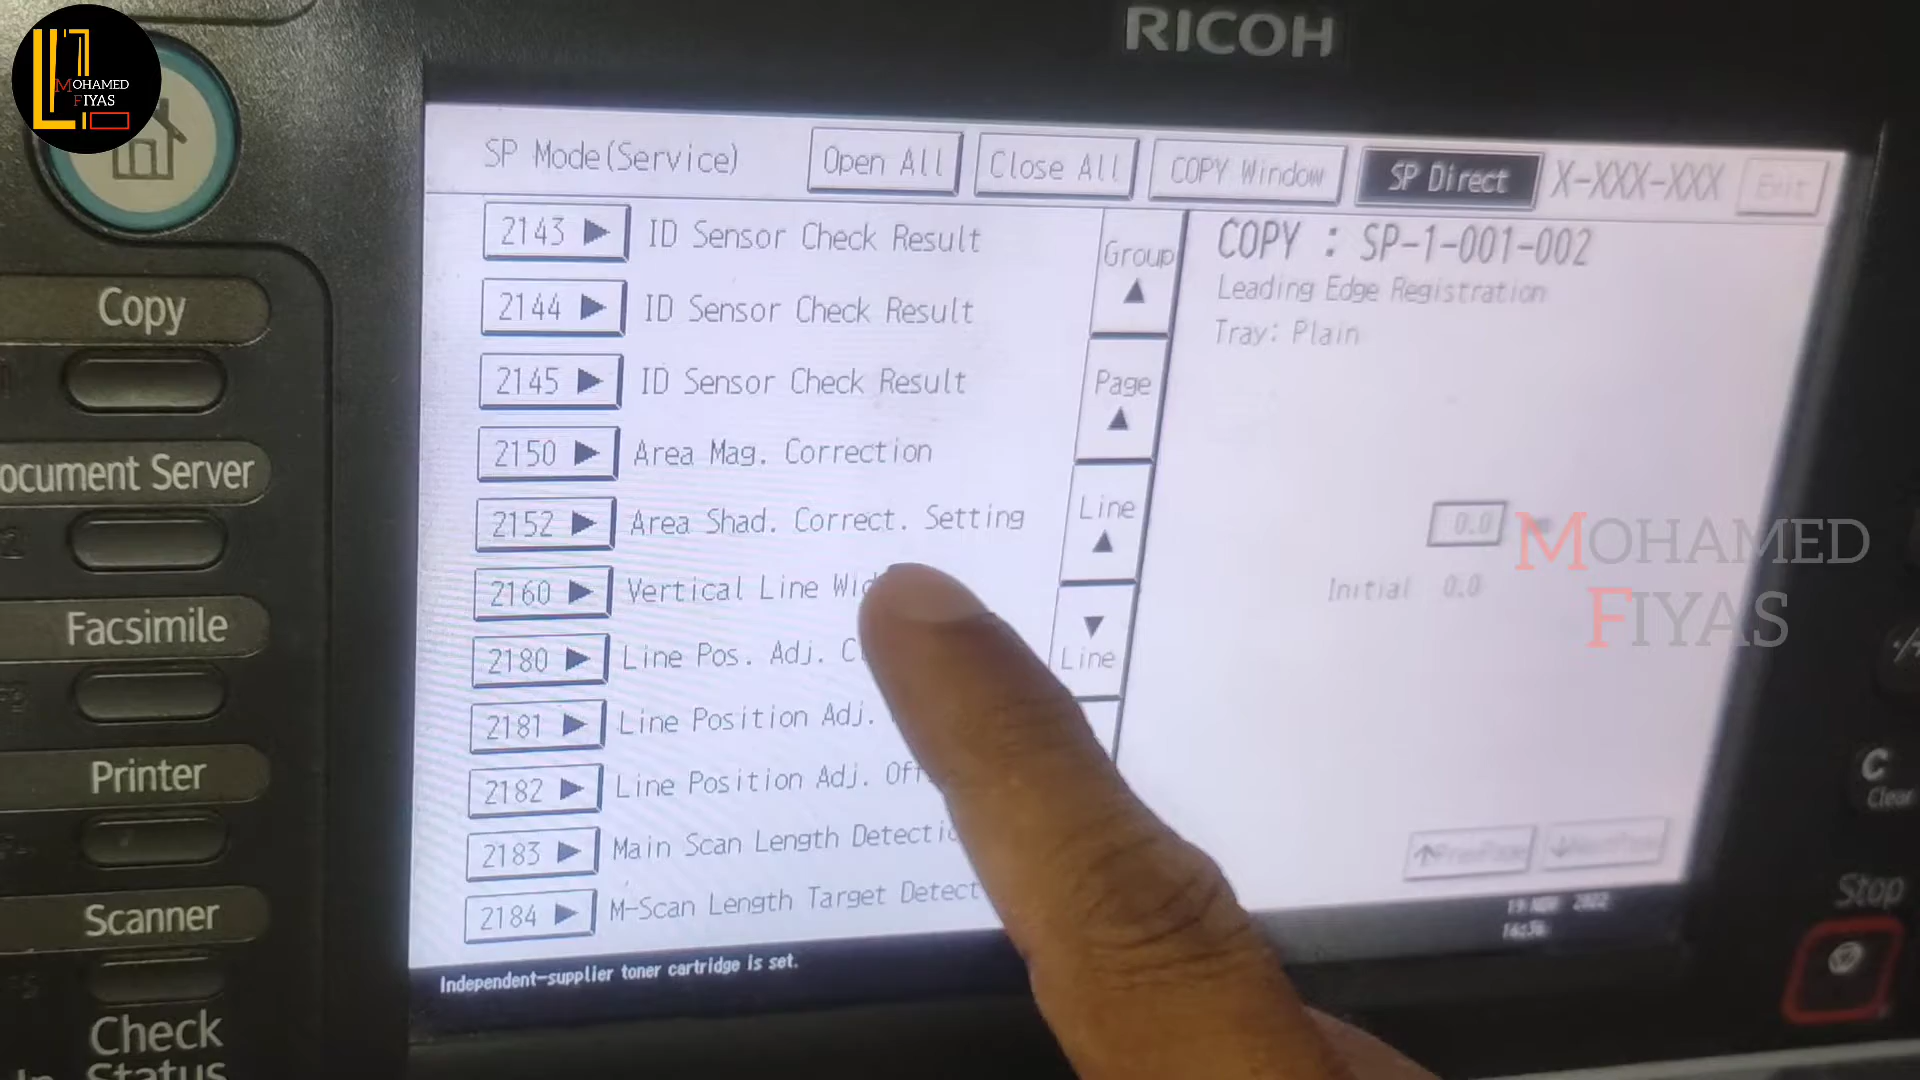 MOHAMED
FIYAS
RICOH
SP Mode(Service)
Open All
Close All
COPY Window
SP Direct
X-XXX-XXX
Exit
2143 ▶ ID Sensor Check Result
2144 ▶ ID Sensor Check Result
2145 ▶ ID Sensor Check Result
2150 ▶ Area Mag. Correction
2152 ▶ Area Shad. Correct. Setting
2160 ▶ Vertical Line
2180 ▶ Line Pos. Adj.
2181 ▶ Line Position Adj.
2182 ▶ Line Position Adj.
2183 ▶ Main Scan Length
2184 ▶ M-Scan Length Target
Group
▲
Page
▲
Line
▲
▼
Line
COPY : SP-1-001-002
Leading Edge Registration
Tray: Plain
0.0
Initial 0.0
MOHAMED
FIYAS
Independent-supplier toner cartridge is set.
Copy
Facsimile
Server
Printer
Scanner
Check
Status
C
Clear
Stop